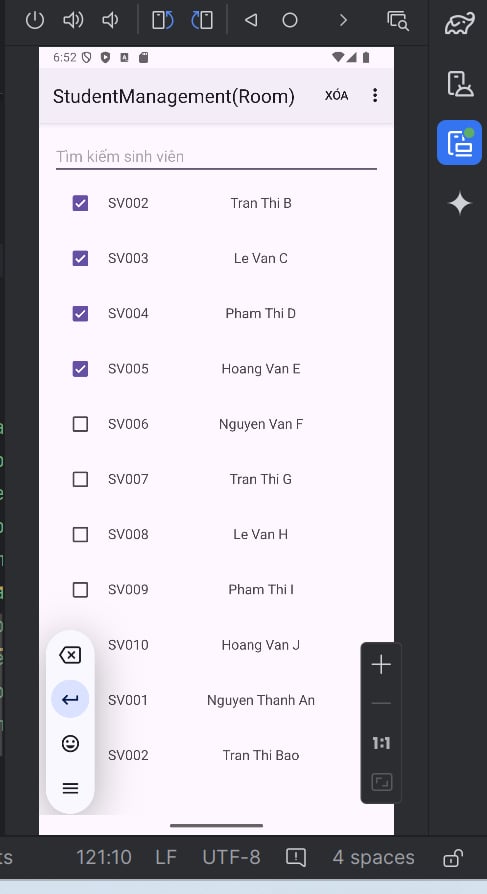 6:52
StudentManagement(Room) XÓA
Tìm kiếm sinh viên
SV002 Tran Thi B
SV003 Le Van C
SV004 Pham Thi D
SV005 Hoang Van E
SV006 Nguyen Van F
SV007 Tran Thi G
SV008 Le Van H
SV009 Pham Thi I
SV010 Hoang Van J
SV001 Nguyen Thanh An
1:1
SV002 Tran Thi Bao
ts 121:10 LF UTF-8 4 spaces